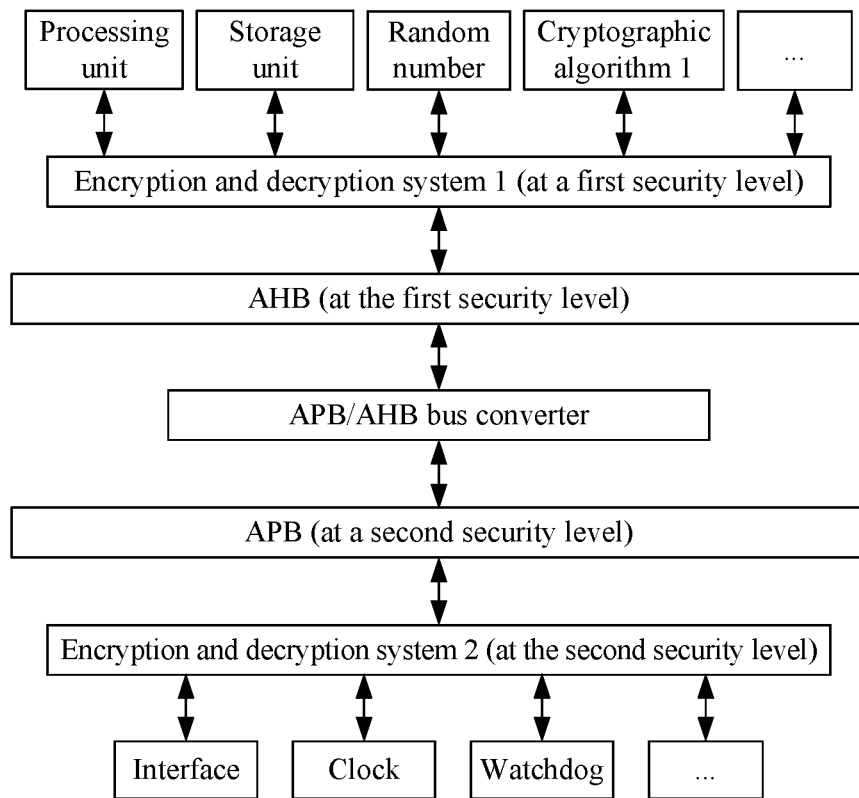 Processing
unit
Storage
unit
Random
number
Cryptographic
algorithm 1
...
Encryption and decryption system 1 (at a first security level)
AHB (at the first security level)
APB/AHB bus converter
APB (at a second security level)
Encryption and decryption system 2 (at the second security level)
Interface
Clock
Watchdog
...